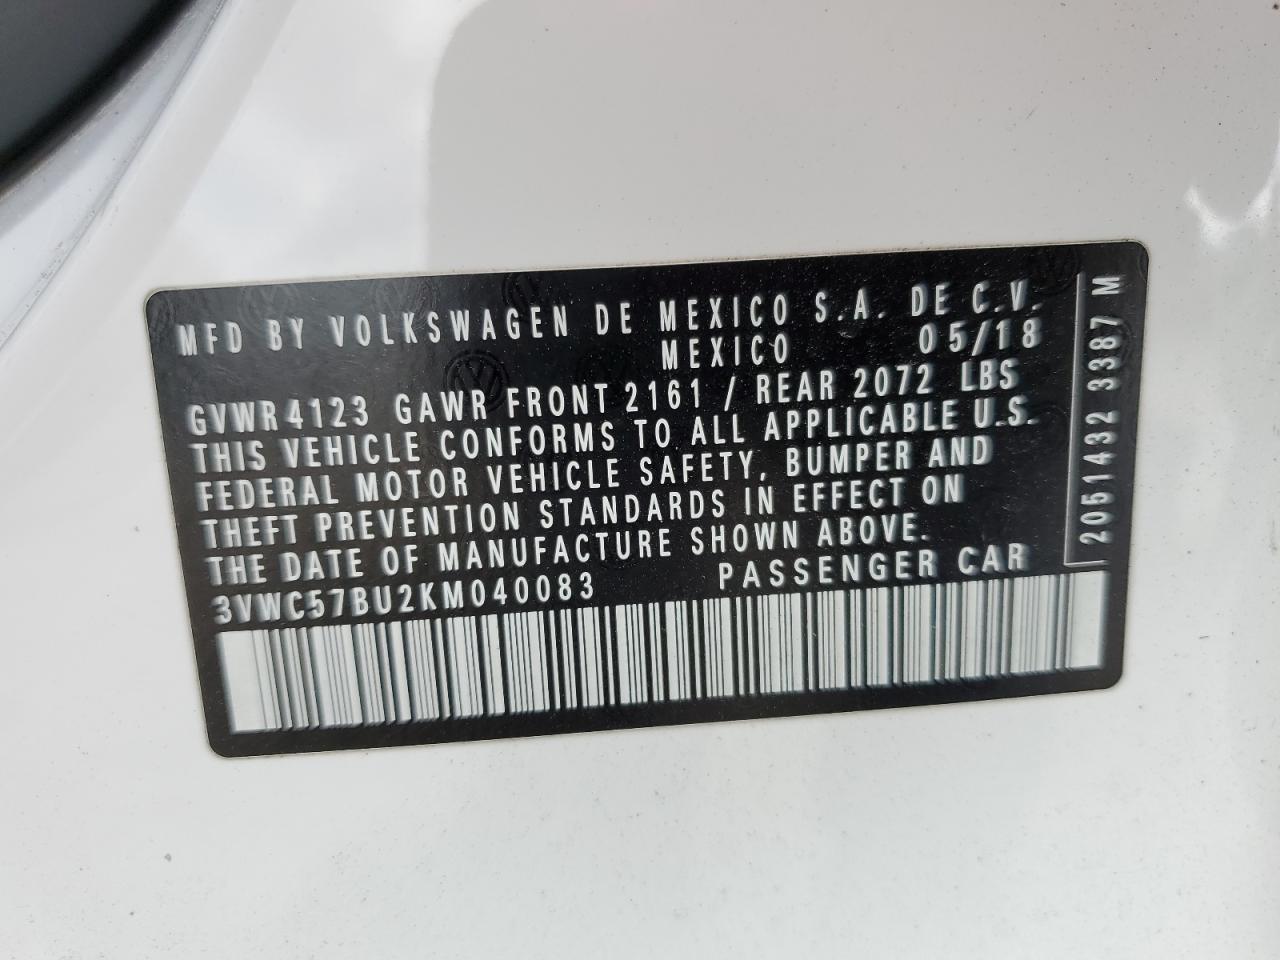 MFD BY VOLKSWAGEN DE MEXICO S.A. DE C.V.
MEXICO 05/18
GVWR 4123 GAWR FRONT 2161 / REAR 2072 LBS
THIS VEHICLE CONFORMS TO ALL APPLICABLE U.S.
FEDERAL MOTOR VEHICLE SAFETY, BUMPER AND
THEFT PREVENTION STANDARDS IN EFFECT ON
THE DATE OF MANUFACTURE SHOWN ABOVE.
3VWC57BU2KM040083 PASSENGER CAR
2051432 3387 M